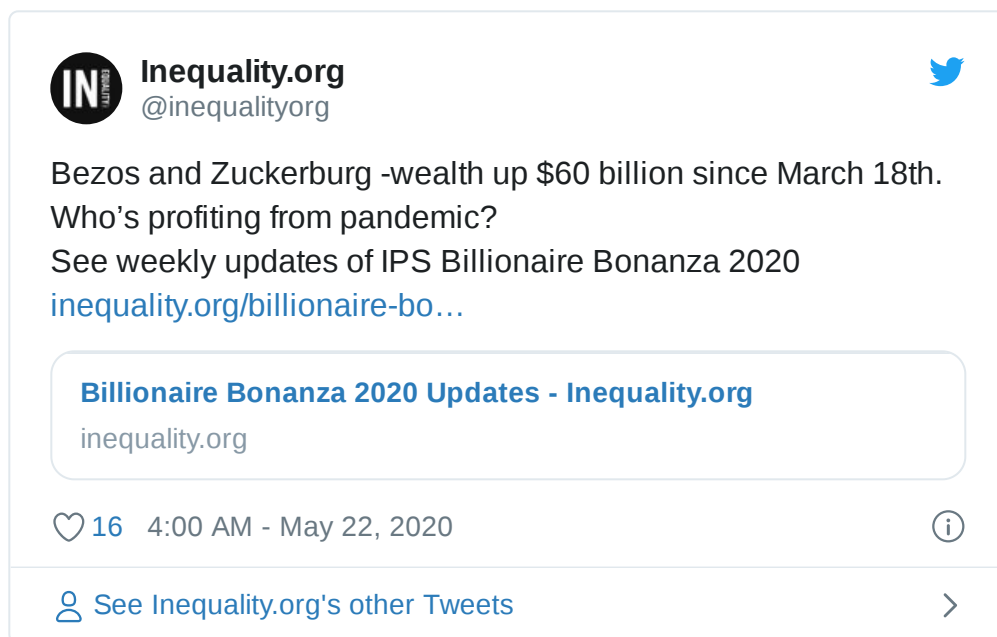 IN EQUALITY
Inequality.org
@inequalityorg
Bezos and Zuckerburg -wealth up $60 billion since March 18th.
Who’s profiting from pandemic?
See weekly updates of IPS Billionaire Bonanza 2020
inequality.org/billionaire-bo…
Billionaire Bonanza 2020 Updates - Inequality.org
inequality.org
16 4:00 AM - May 22, 2020
See Inequality.org's other Tweets